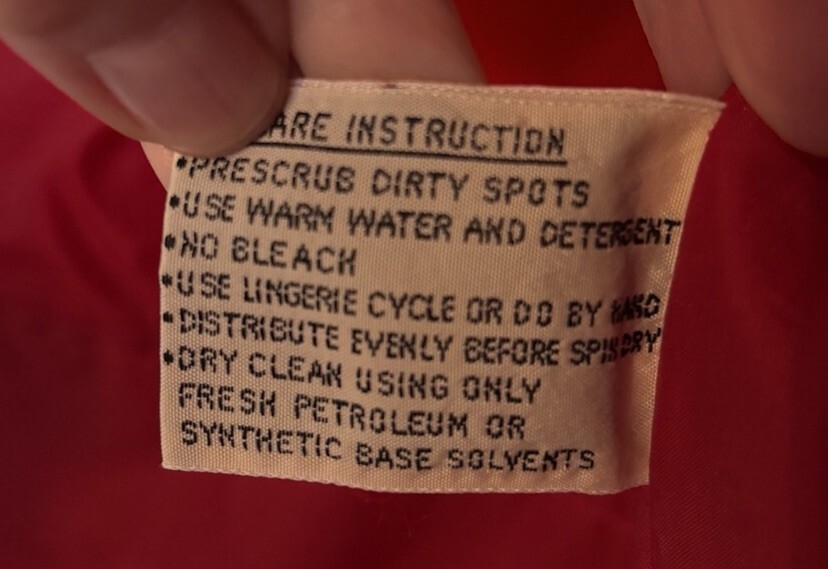 ARE INSTRUCTION
•PRESCRUB DIRTY SPOTS
•USE WARM WATER AND DETERGENT
•NO BLEACH
•USE LINGERIE CYCLE OR DO BY HAND
•DISTRIBUTE EVENLY BEFORE SPIN DRY
•DRY CLEAN USING ONLY
FRESH PETROLEUM OR
SYNTHETIC BASE SOLVENTS